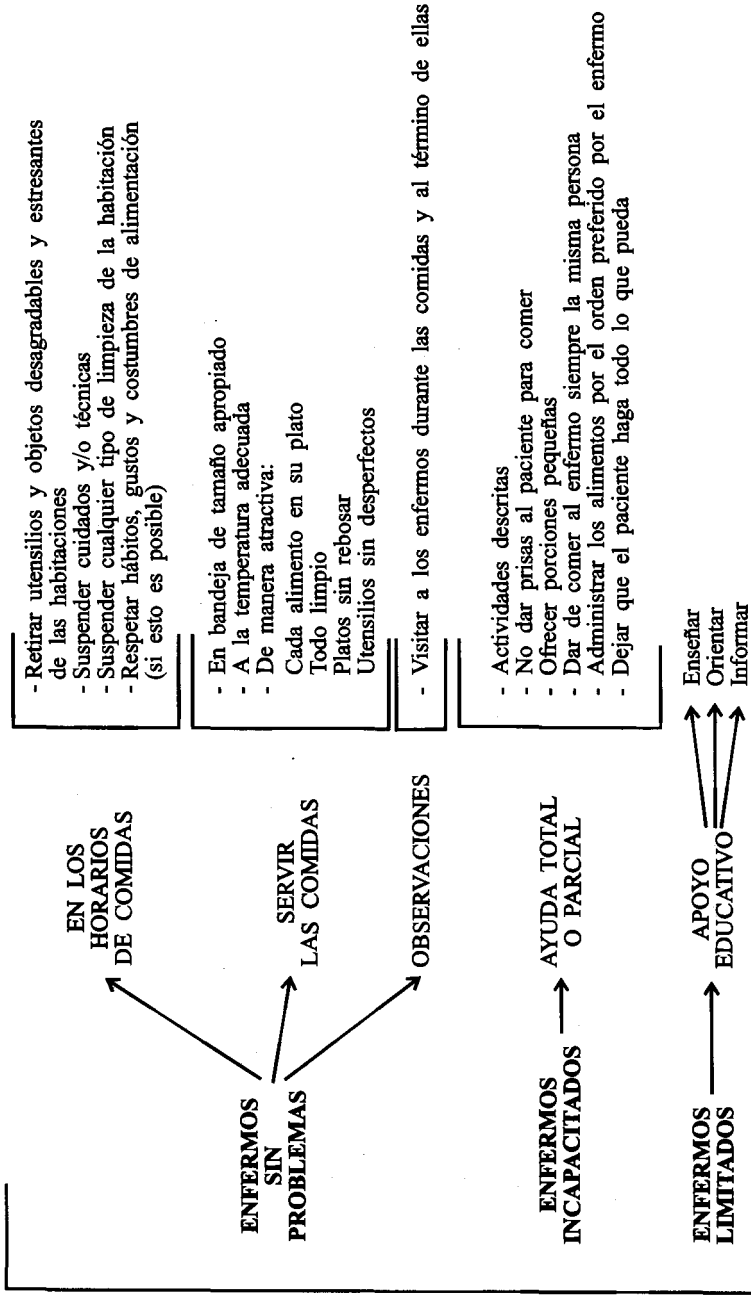 ENFERMOS
SIN
PROBLEMAS
EN LOS
HORARIOS
DE COMIDAS
- Retirar utensilios y objetos desagradables y estresantes
de las habitaciones
- Suspender cuidados y/o técnicas
- Suspender cualquier tipo de limpieza de la habitación
- Respetar hábitos, gustos y costumbres de alimentación
(si esto es posible)
SERVIR
LAS COMIDAS
- En bandeja de tamaño apropiado
- A la temperatura adecuada
- De manera atractiva:
Cada alimento en su plato
Todo limpio
Platos sin rebosar
Utensilios sin desperfectos
OBSERVACIONES
- Visitar a los enfermos durante las comidas y al término de ellas
ENFERMOS
INCAPACITADOS
AYUDA TOTAL
O PARCIAL
- Actividades descritas
- No dar prisas al paciente para comer
- Ofrecer porciones pequeñas
- Dar de comer al enfermo siempre la misma persona
- Administrar los alimentos por el orden preferido por el enfermo
- Dejar que el paciente haga todo lo que pueda
ENFERMOS
LIMITADOS
APOYO
EDUCATIVO
Enseñar
Orientar
Informar